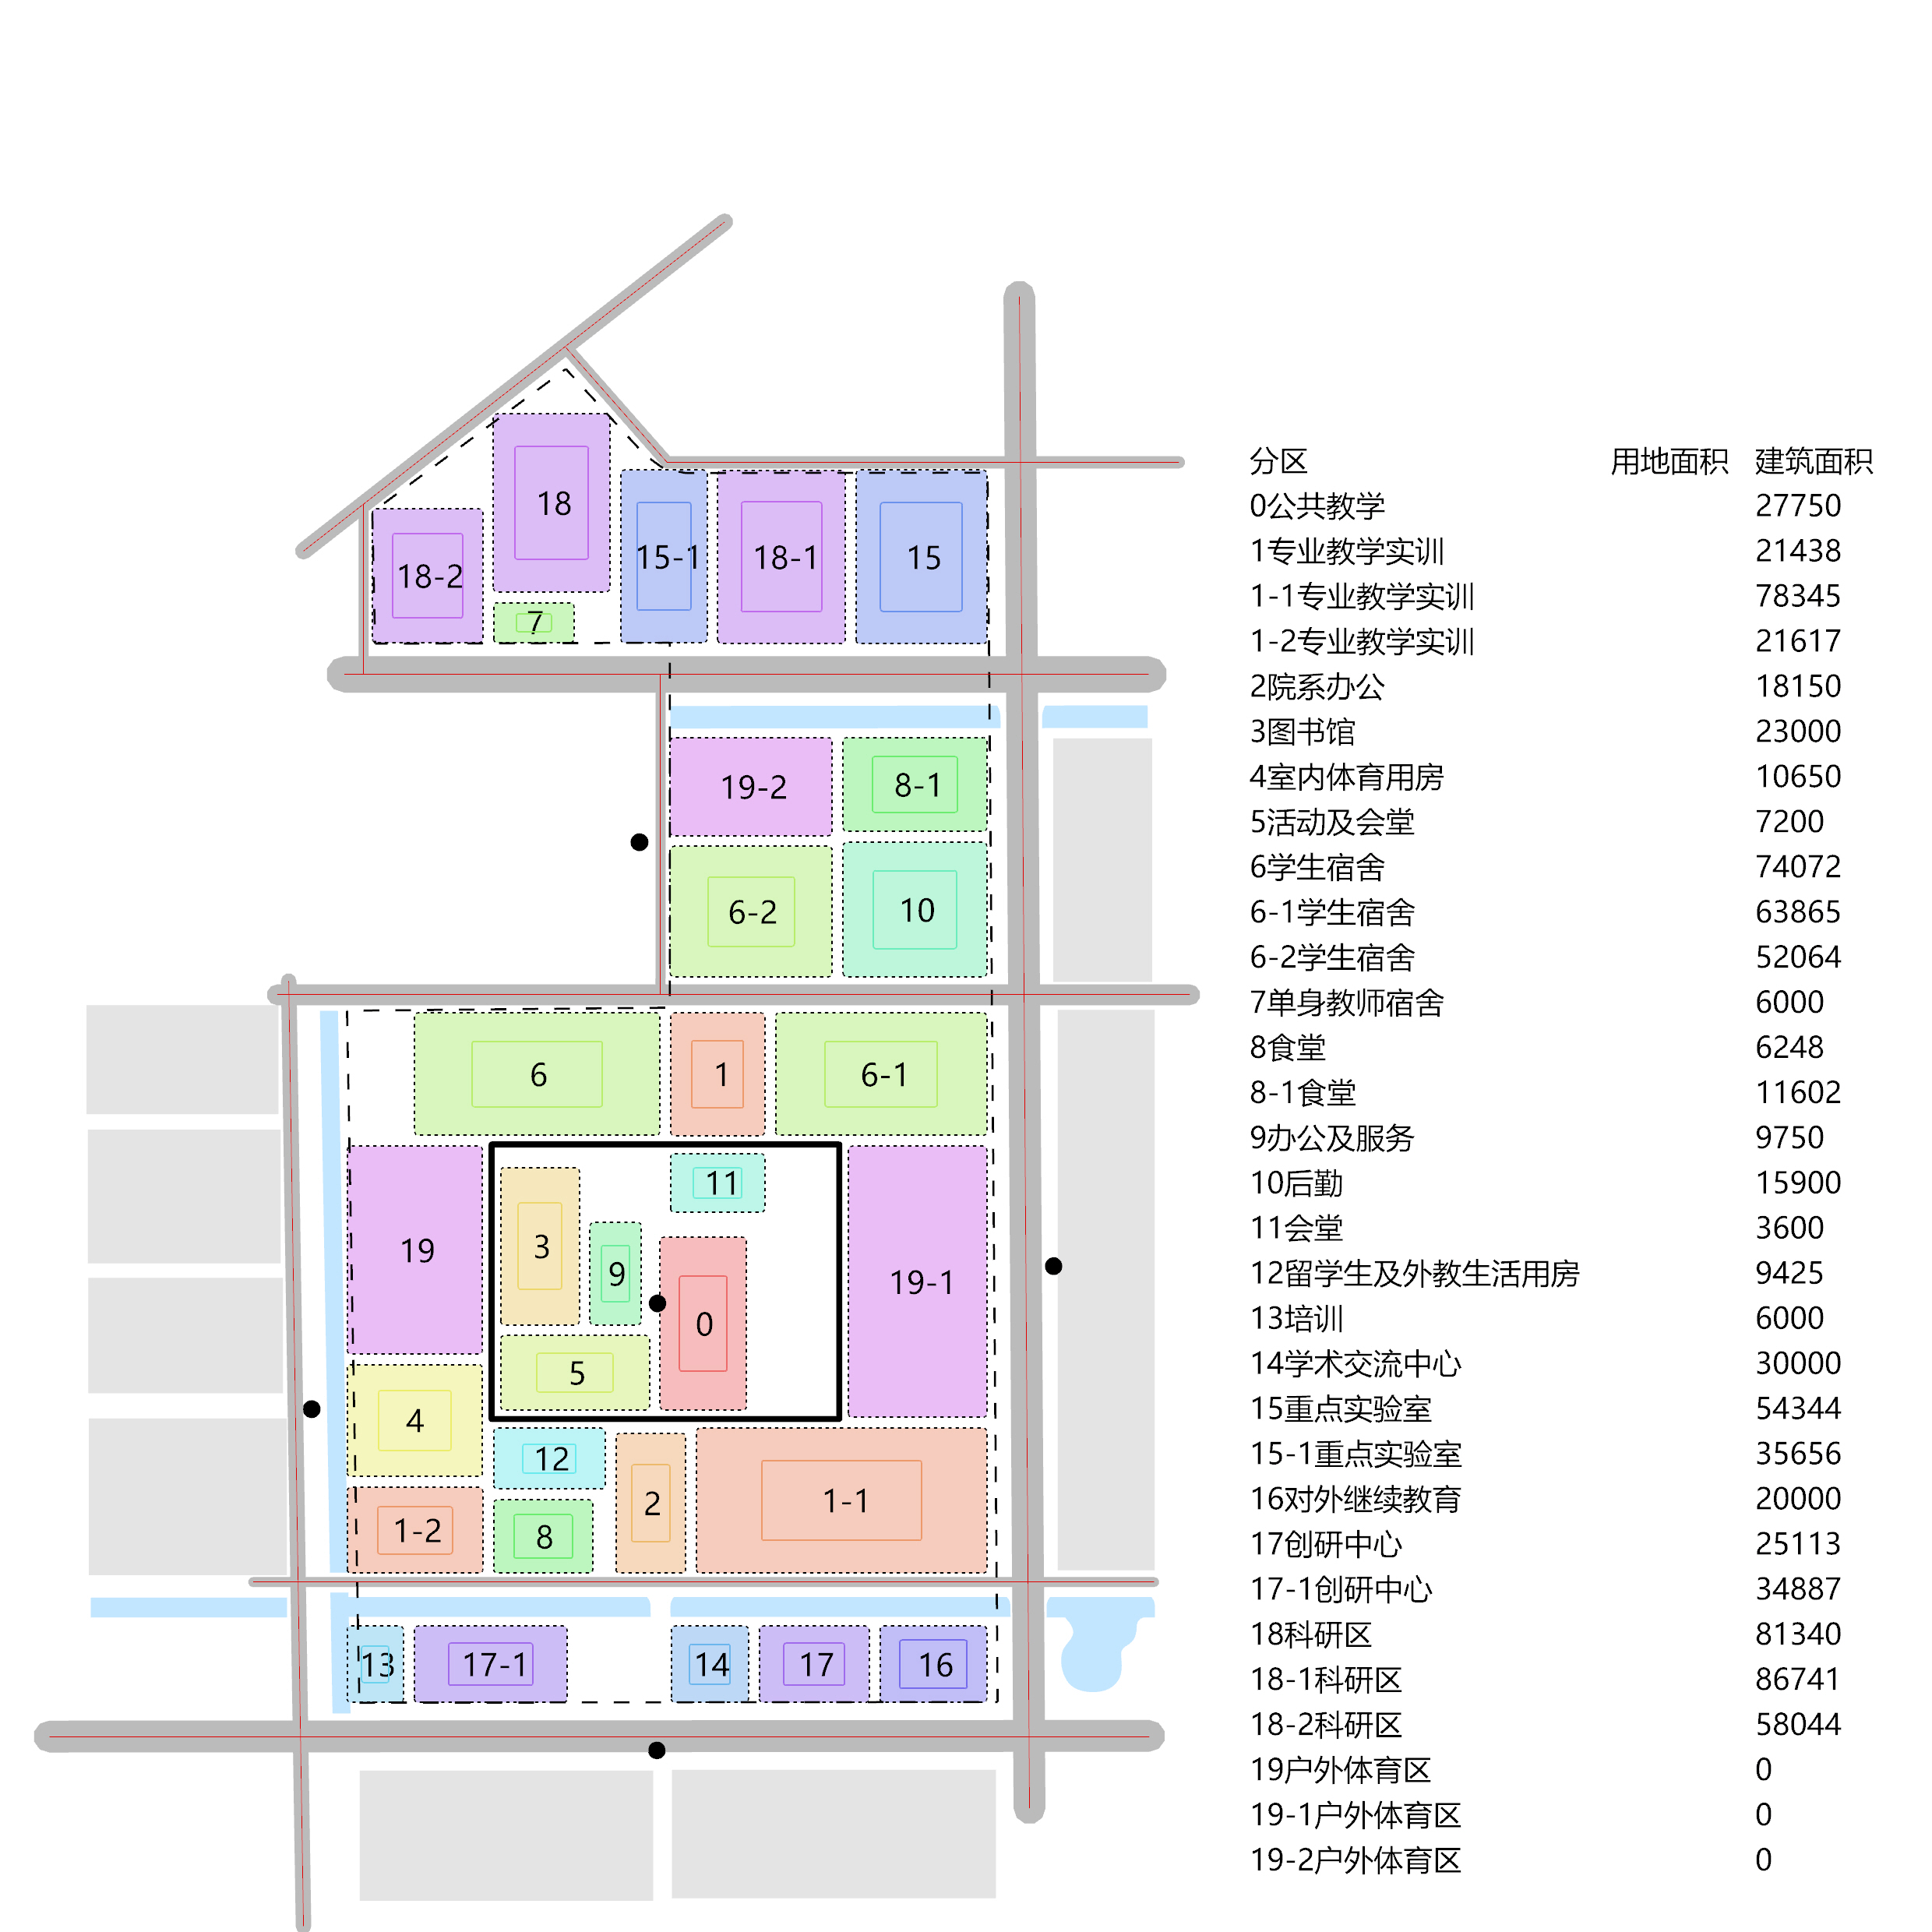 18
18-2
15-1
18-1
15
7
19-2
8-1
6-2
10
6
1
6-1
11
3
19
9
19-1
0
5
4
12
2
1-1
1-2
8
13
17-1
14
17
16
分区 用地面积 建筑面积
0公共教学 27750
1专业教学实训 21438
1-1专业教学实训 78345
1-2专业教学实训 21617
2院系办公 18150
3图书馆 23000
4室内体育用房 10650
5活动及会堂 7200
6学生宿舍 74072
6-1学生宿舍 63865
6-2学生宿舍 52064
7单身教师宿舍 6000
8食堂 6248
8-1食堂 11602
9办公及服务 9750
10后勤 15900
11会堂 3600
12留学生及外教生活用房 9425
13培训 6000
14学术交流中心 30000
15重点实验室 54344
15-1重点实验室 35656
16对外继续教育 20000
17创研中心 25113
17-1创研中心 34887
18科研区 81340
18-1科研区 86741
18-2科研区 58044
19户外体育区 0
19-1户外体育区 0
19-2户外体育区 0